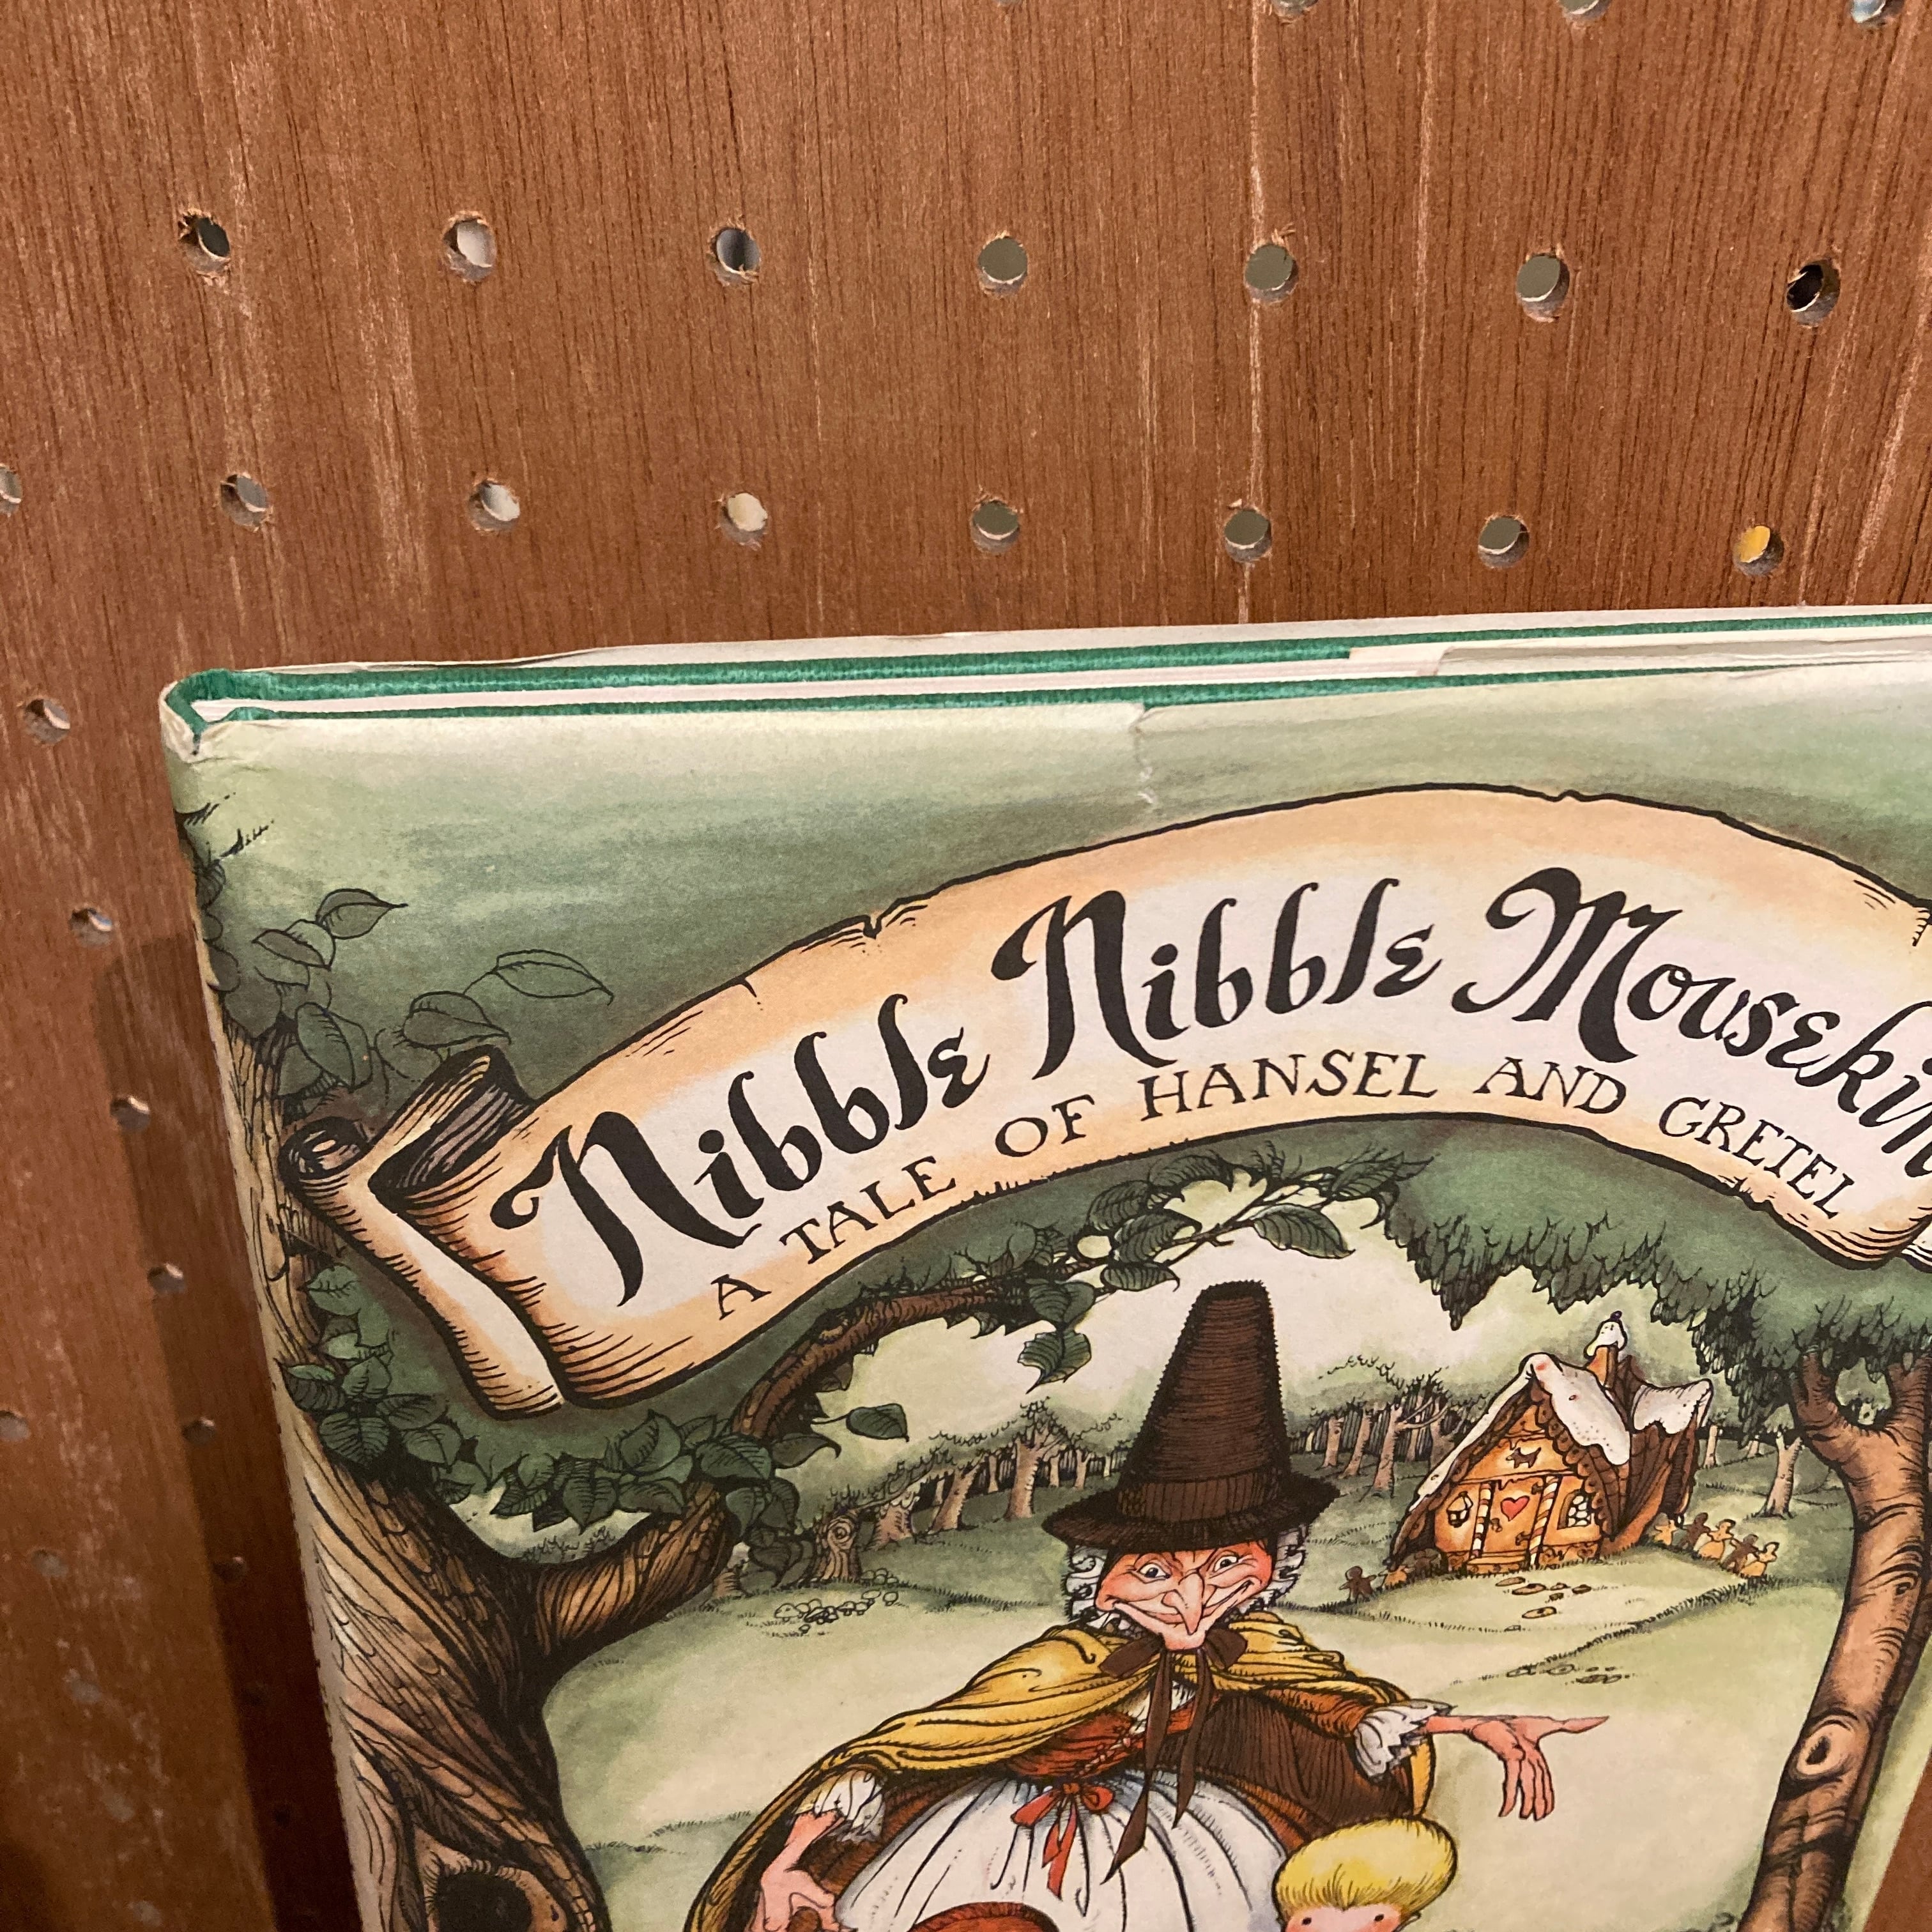 Nibble Nibble Mousekin
A TALE OF HANSEL AND GRETEL